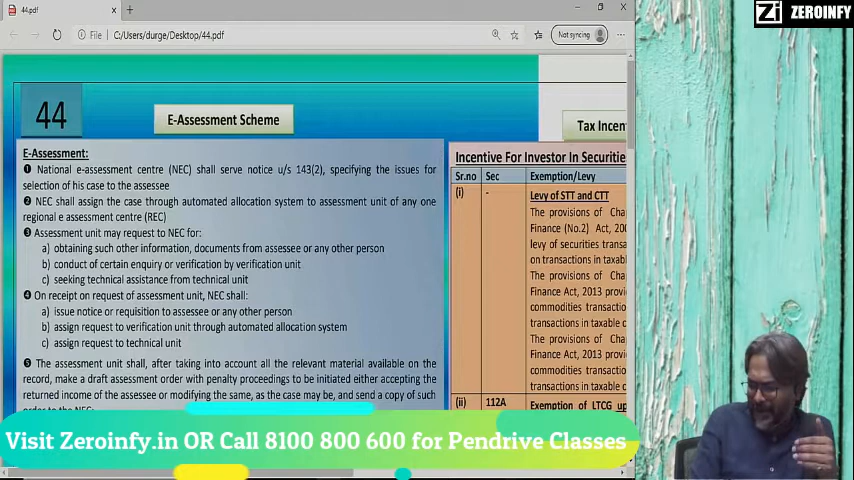 44.pdf
ZEROINFY
File
C:/Users/durge/Desktop/44.pdf
Not syncing
44
E-Assessment Scheme
Tax Incen
E-Assessment:
❶ National e-assessment centre (NEC) shall serve notice u/s 143(2), specifying the issues for
selection of his case to the assessee
❷ NEC shall assign the case through automated allocation system to assessment unit of any one
regional e assessment centre (REC)
❸ Assessment unit may request to NEC for:
a) obtaining such other information, documents from assessee or any other person
b) conduct of certain enquiry or verification by verification unit
c) seeking technical assistance from technical unit
❹ On receipt on request of assessment unit, NEC shall:
a) issue notice or requisition to assessee or any other person
b) assign request to verification unit through automated allocation system
c) assign request to technical unit
❺ The assessment unit shall, after taking into account all the relevant material available on the
record, make a draft assessment order with penalty proceedings to be initiated either accepting the
returned income of the assessee or modifying the same, as the case may be, and send a copy of such
order to the NEC;
Incentive For Investor In Securitie
Sr.no Sec Exemption/Levy
(i) - Levy of STT and CTT
The provisions of Cha
Finance (No.2) Act, 200
levy of securities transa
on transactions in taxabl
The provisions of Cha
Finance Act, 2013 provi
commodities transactio
transactions in taxable c
The provisions of Cha
Finance Act, 2013 provi
commodities transactio
transactions in taxable c
(ii) 112A Exemption of LTCG up
Visit Zeroinfy.in OR Call 8100 800 600 for Pendrive Classes